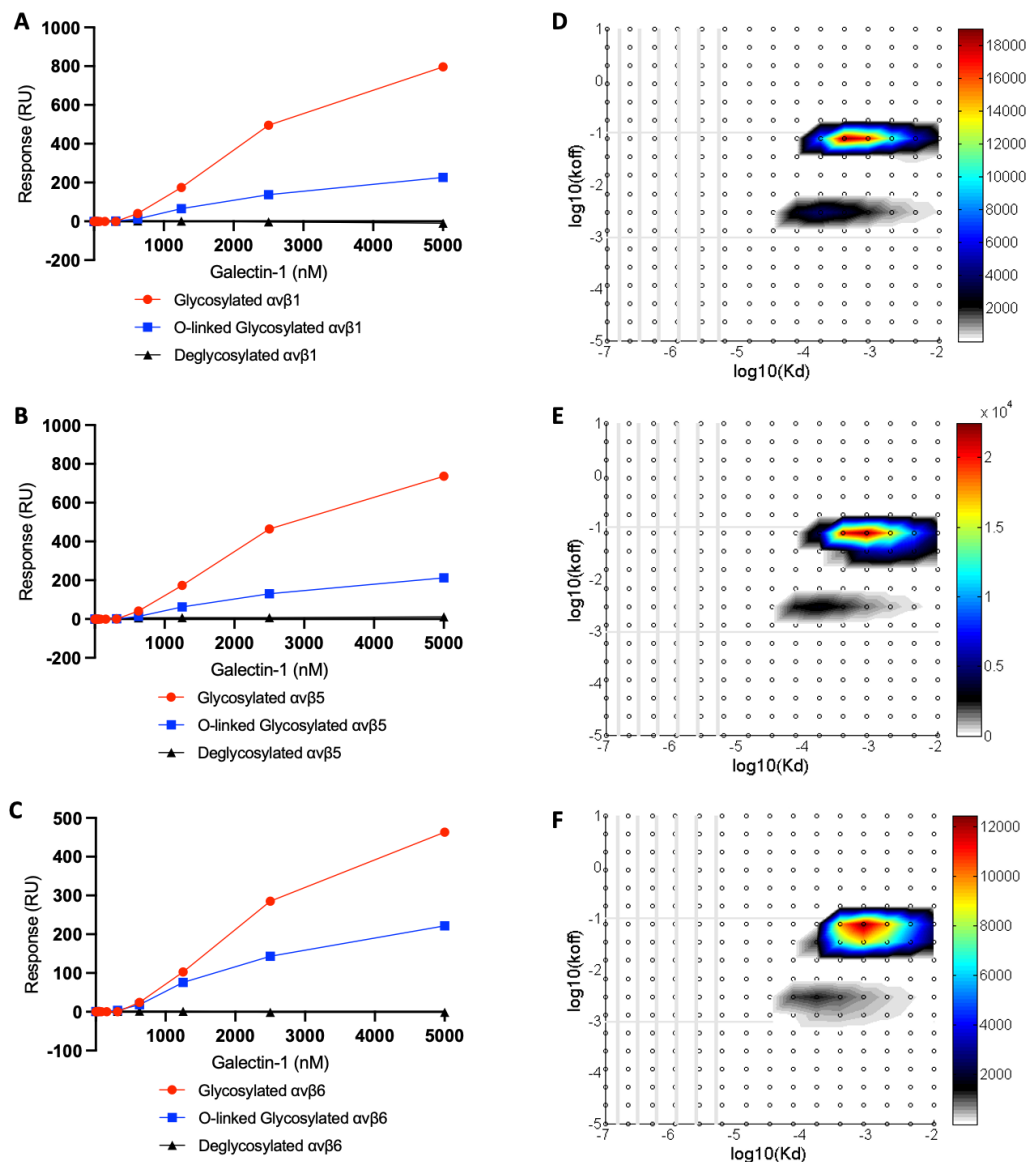 A
Response (RU)
1000
800
600
400
200
0
-200
1000 2000 3000 4000 5000
Galectin-1 (nM)
Glycosylated αvβ1
O-linked Glycosylated αvβ1
Deglycosylated αvβ1
D
log10(koff)
1
0
-1
-2
-3
-4
-5
-7 -6 -5 -4 -3 -2
log10(Kd)
18000
16000
14000
12000
10000
8000
6000
4000
2000
B
Response (RU)
1000
800
600
400
200
0
-200
1000 2000 3000 4000 5000
Galectin-1 (nM)
Glycosylated αvβ5
O-linked Glycosylated αvβ5
Deglycosylated αvβ5
E
log10(koff)
1
0
-1
-2
-3
-4
-5
-7 -6 -5 -4 -3 -2
log10(Kd)
x 10^4
2
1.5
1
0.5
0
C
Response (RU)
500
400
300
200
100
0
-100
1000 2000 3000 4000 5000
Galectin-1 (nM)
Glycosylated αvβ6
O-linked Glycosylated αvβ6
Deglycosylated αvβ6
F
log10(koff)
1
0
-1
-2
-3
-4
-5
-7 -6 -5 -4 -3 -2
log10(Kd)
12000
10000
8000
6000
4000
2000